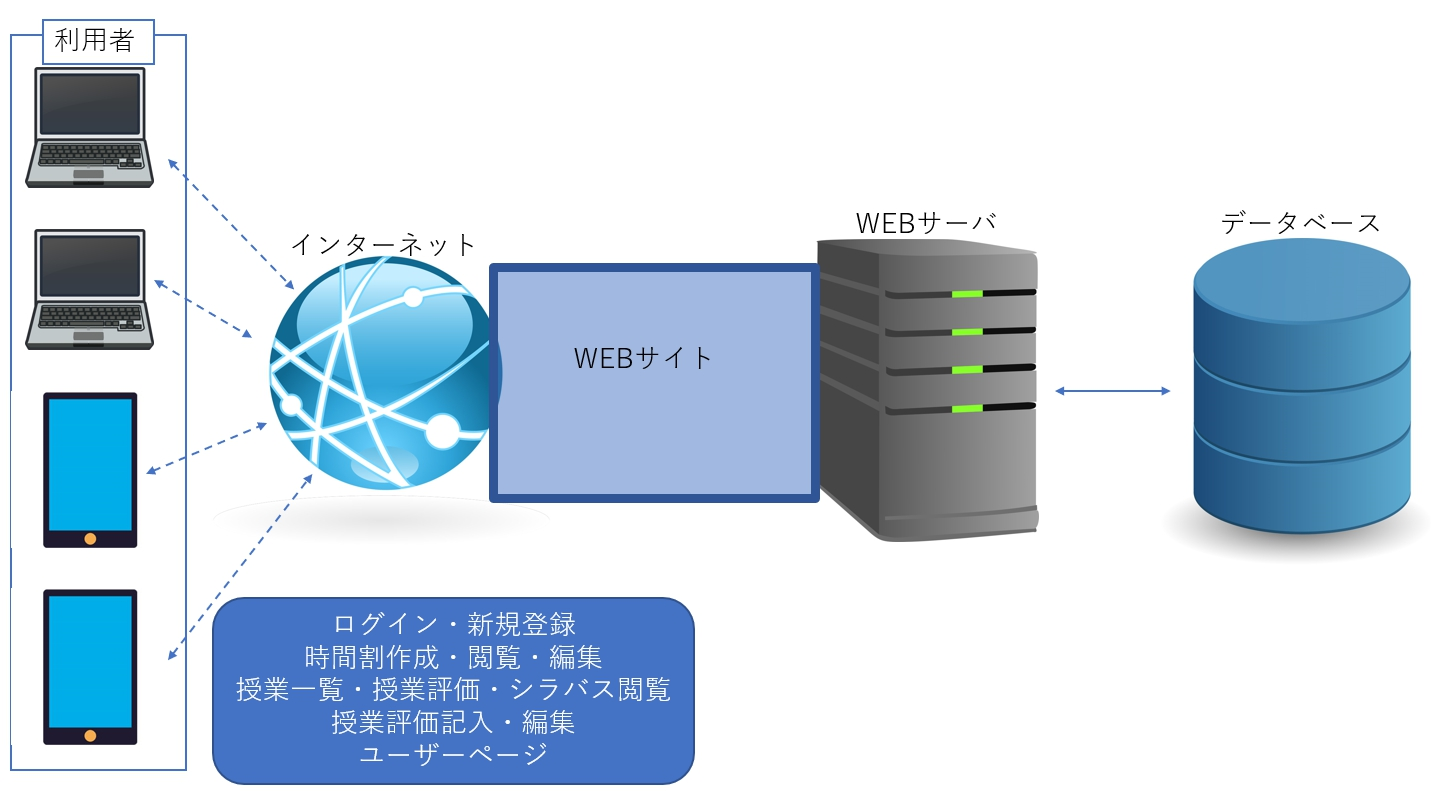 利用者
インターネット
WEBサイト
WEBサーバ
データベース
ログイン・新規登録
時間割作成・閲覧・編集
授業一覧・授業評価・シラバス閲覧
授業評価記入・編集
ユーザーページ